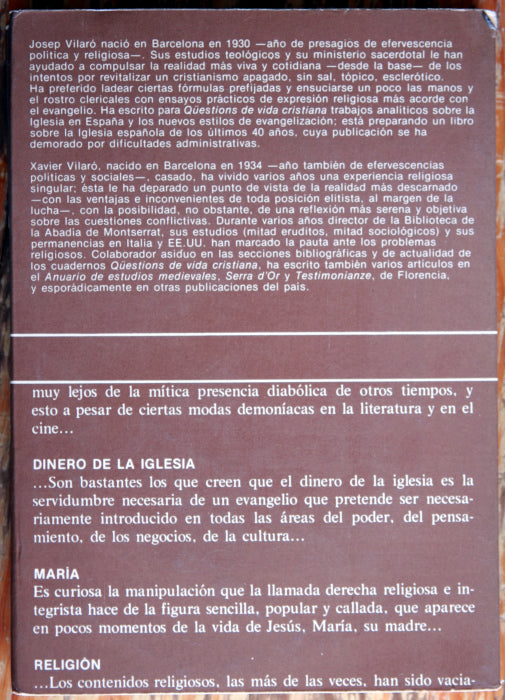 Josep Vilaró nació en Barcelona en 1930 —año de presagios de efervescencia
política y religiosa—. Sus estudios teológicos y su ministerio sacerdotal le han
ayudado a compulsar la realidad más viva y cotidiana —desde la base— de los
intentos por revitalizar un cristianismo apagado, sin sal, tópico, esclerótico.
Ha preferido ladear ciertas fórmulas prefijadas y ensuciarse un poco las manos y
el rostro clericales con ensayos prácticos de expresión religiosa más acorde con
el evangelio. Ha escrito para Qüestions de vida cristiana trabajos analíticos sobre la
Iglesia en España y los nuevos estilos de evangelización; está preparando un libro
sobre la Iglesia española de los últimos 40 años, cuya publicación se ha
demorado por dificultades administrativas.
Xavier Vilaró, nacido en Barcelona en 1934 —año también de efervescencias
políticas y sociales—, casado, ha vivido varios años una experiencia religiosa
singular; ésta le ha deparado un punto de vista de la realidad más descarnado
—con las ventajas e inconvenientes de toda posición elitista, al margen de la
lucha—, con la posibilidad, no obstante, de una reflexión más serena y objetiva
sobre las cuestiones conflictivas. Durante varios años director de la Biblioteca de
la Abadía de Montserrat, sus estudios (mitad eruditos, mitad sociológicos) y sus
permanencias en Italia y EE.UU. han marcado la pauta ante los problemas
religiosos. Colaborador asiduo en las secciones bibliográficas y de actualidad de
los cuadernos Qüestions de vida cristiana, ha escrito también varios artículos en
el Anuario de estudios medievales, Serra d'Or y Testimonianze, de Florencia,
y esporádicamente en otras publicaciones del país.
muy lejos de la mítica presencia diabólica de otros tiempos, y
esto a pesar de ciertas modas demoníacas en la literatura y en el
cine...
DINERO DE LA IGLESIA
...Son bastantes los que creen que el dinero de la iglesia es la
servidumbre necesaria de un evangelio que pretende ser necesa-
riamente introducido en todas las áreas del poder, del pensa-
miento, de los negocios, de la cultura...
MARÍA
Es curiosa la manipulación que la llamada derecha religiosa e in-
tegrista hace de la figura sencilla, popular y callada, que aparece
en pocos momentos de la vida de Jesús, María, su madre...
RELIGIÓN
...Los contenidos religiosos, las más de las veces, han sido vacia-